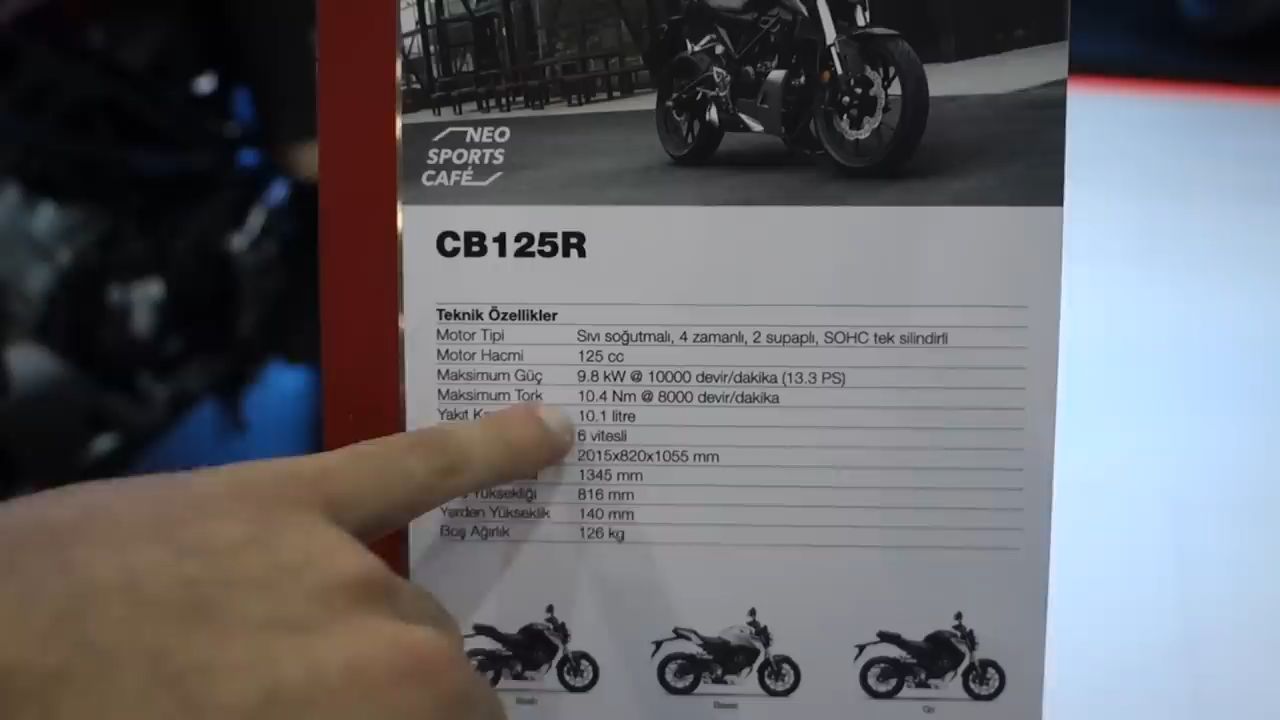 NEO
SPORTS
CAFÉ
CB125R
Teknik Özellikler
Motor Tipi Sıvı soğutmalı, 4 zamanlı, 2 supaplı, SOHC tek silindirli
Motor Hacmi 125 cc
Maksimum Güç 9.8 kW @ 10000 devir/dakika (13.3 PS)
Maksimum Tork 10.4 Nm @ 8000 devir/dakika
Yakıt 10.1 litre
6 vitesli
2015x820x1055 mm
1345 mm
Yüksekliği 816 mm
Yerden Yükseklik 140 mm
Boş Ağırlık 126 kg